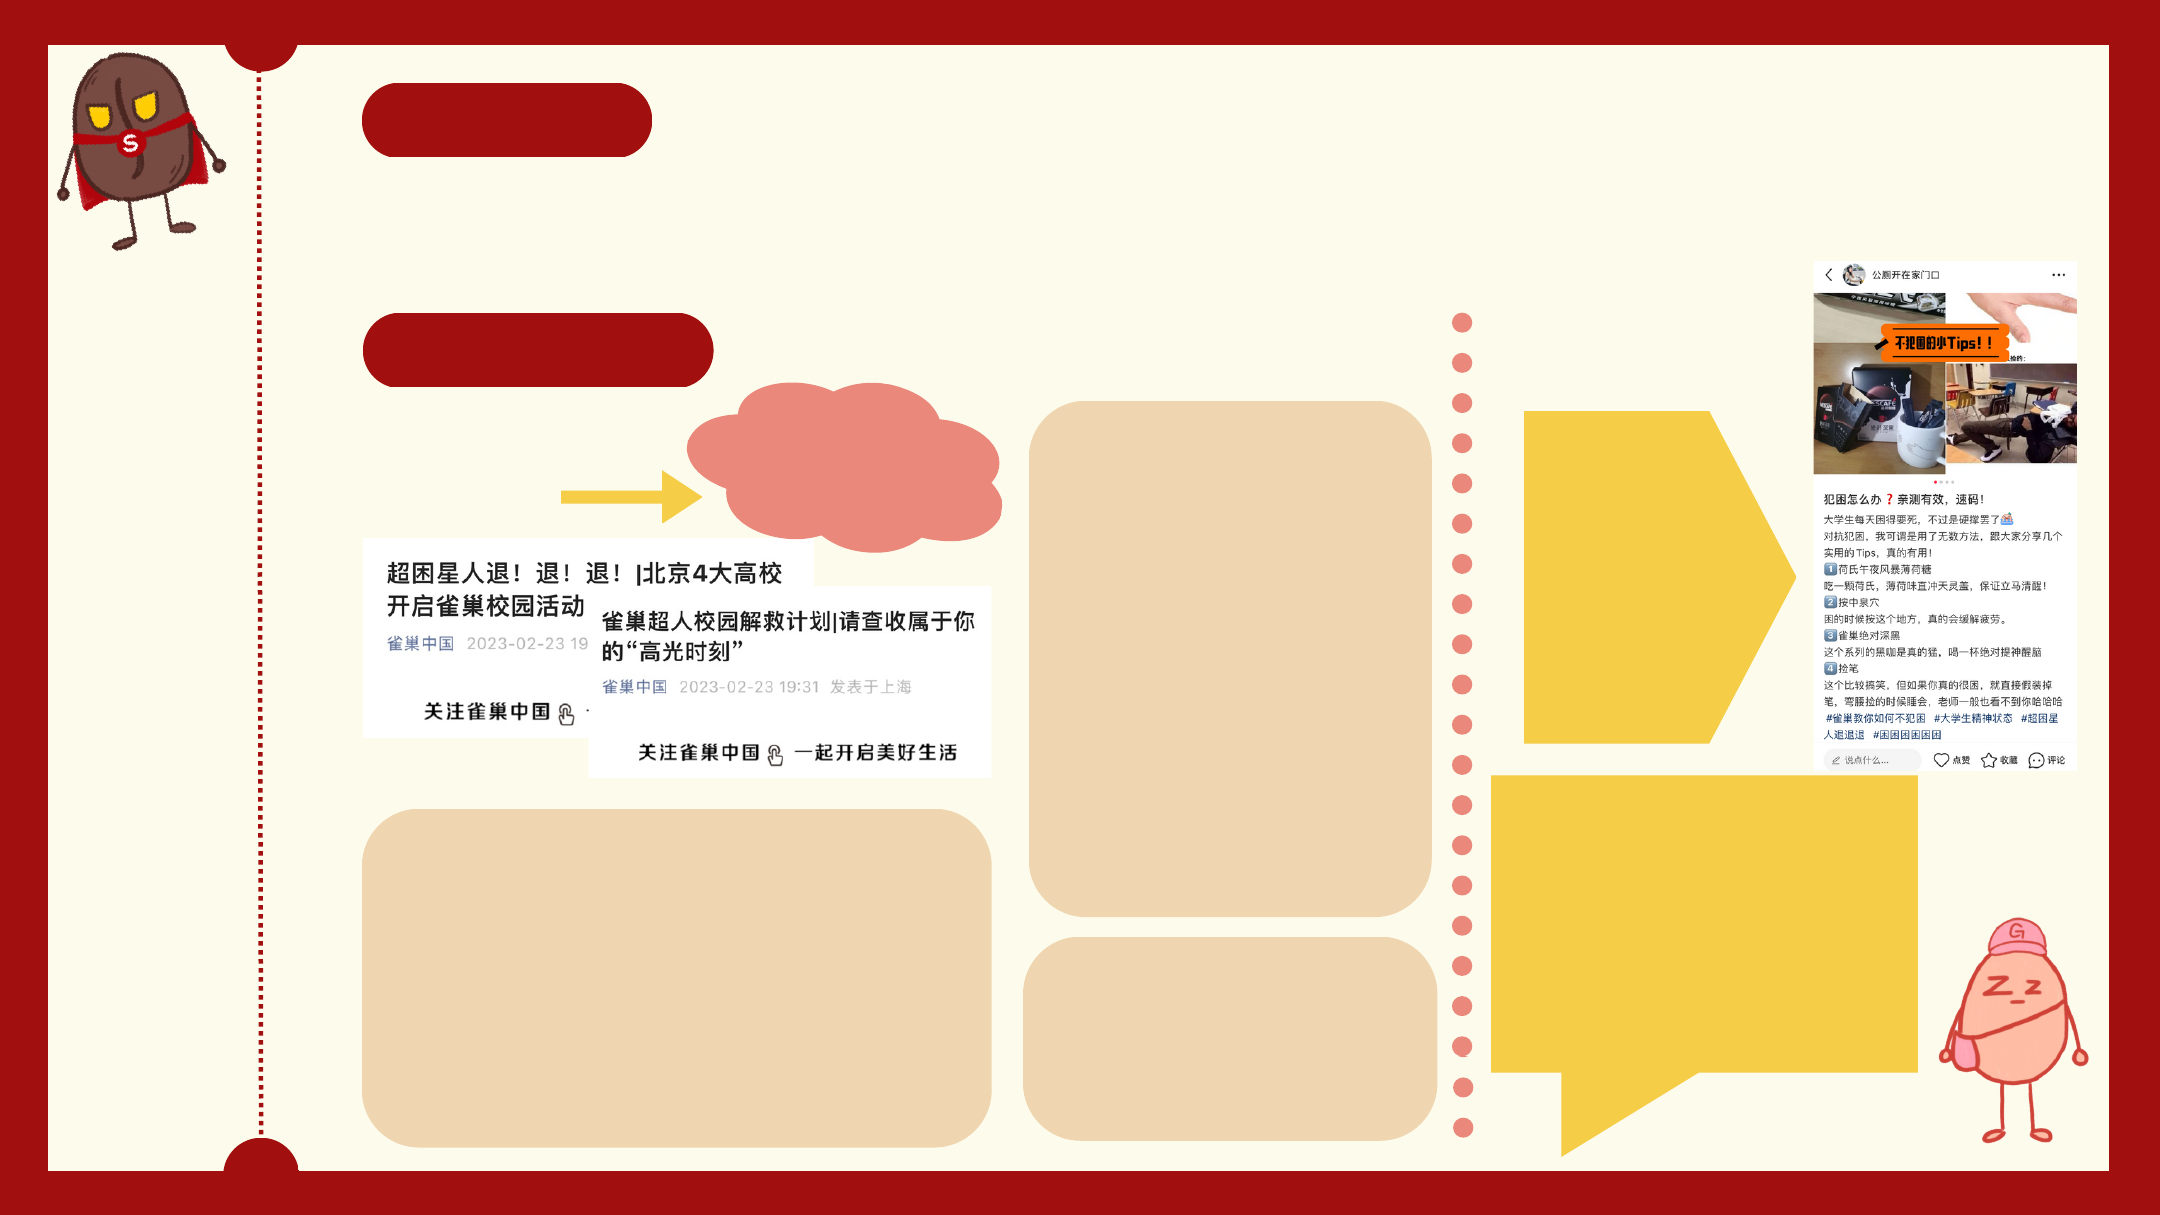 S
超困星人退！退！退！|北京4大高校
开启雀巢校园活动
雀巢中国 2023-02-23 19
关注雀巢中国
雀巢超人校园解救计划|请查收属于你
的“高光时刻”
雀巢中国 2023-02-23 19:31 发表于上海
关注雀巢中国 一起开启美好生活
公厕开在家门口
不犯困的小Tips！！
犯困怎么办❓亲测有效，速码！
大学生每天困得要死，不过是硬撑罢了
对抗犯困，我可谓是用了无数方法，跟大家分享几个
实用的Tips，真的有用！
1️⃣荷氏午夜风暴薄荷糖
吃一颗荷氏，薄荷味直冲天灵盖，保证立马清醒！
2️⃣按中泉穴
困的时候按这个地方，真的会缓解疲劳。
3️⃣雀巢绝对深黑
这个系列的黑咖是真的猛，喝一杯绝对提神醒脑
4️⃣捡笔
这个比较搞笑，但如果你真的很困，就直接假装掉
笔，弯腰捡的时候睡会，老师一般也看不到你哈哈哈
#雀巢教你如何不犯困 #大学生精神状态 #超困星
人退退退 #困困困困困困
说点什么... 点赞 收藏 评论
G
Z z